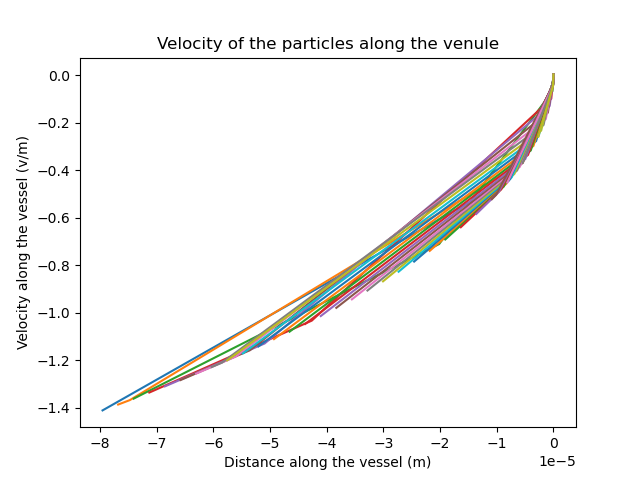 Velocity of the particles along the venule
Velocity along the vessel (v/m)
0.0
−0.2
−0.4
−0.6
−0.8
−1.0
−1.2
−1.4
−8 −7 −6 −5 −4 −3 −2 −1 0
1e−5
Distance along the vessel (m)